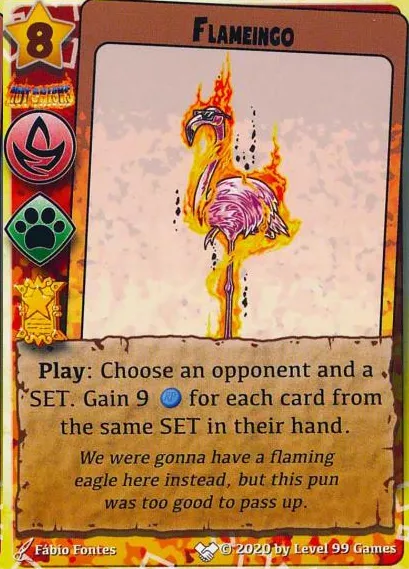 8
FLAMEINGO
Play: Choose an opponent and a
SET. Gain 9 for each card from
the same SET in their hand.
We were gonna have a flaming
eagle here instead, but this pun
was too good to pass up.
Fábio Fontes
© 2020 by Level 99 Games